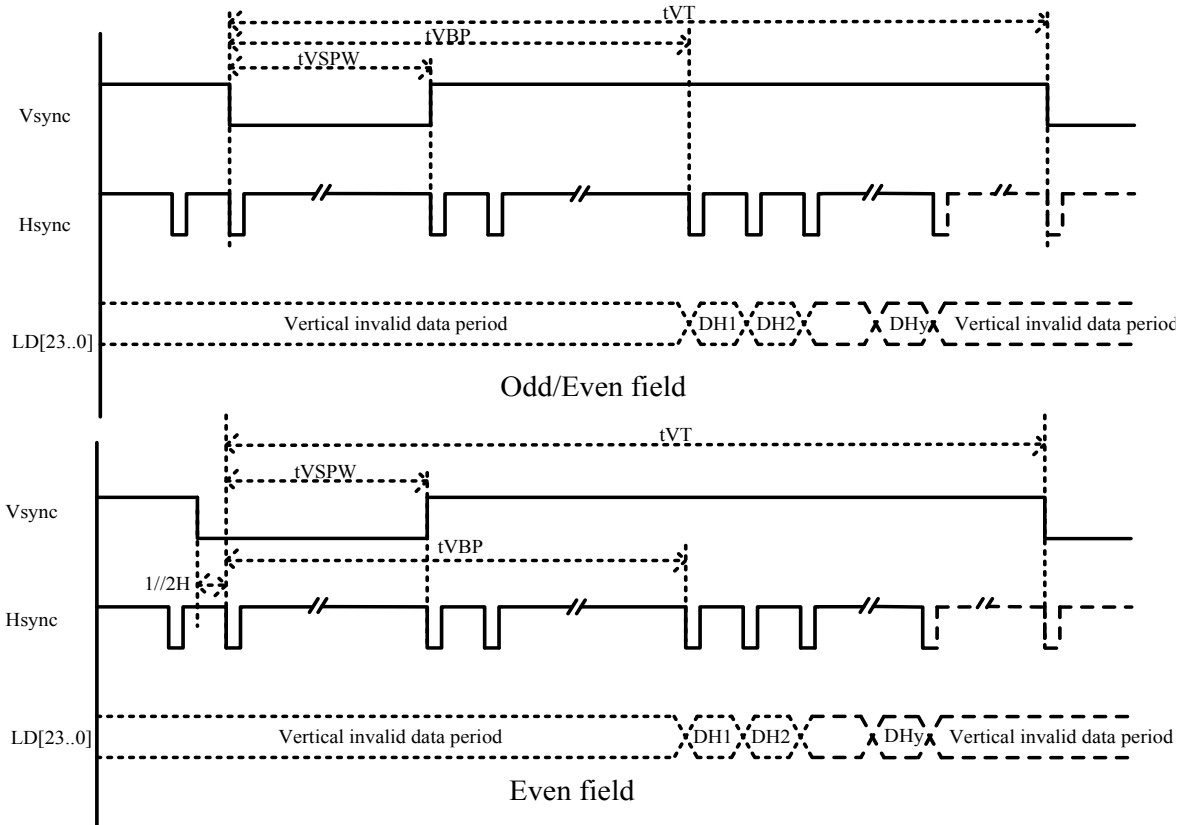 tVT
tVBP
tVSPW
Vsync
Hsync
Vertical invalid data period
DH1
DH2
DHy
Vertical invalid data period
LD[23..0]
Odd/Even field
tVT
tVSPW
Vsync
tVBP
1//2H
Hsync
LD[23..0]
Vertical invalid data period
DH1
DH2
DHy
Vertical invalid data period
Even field